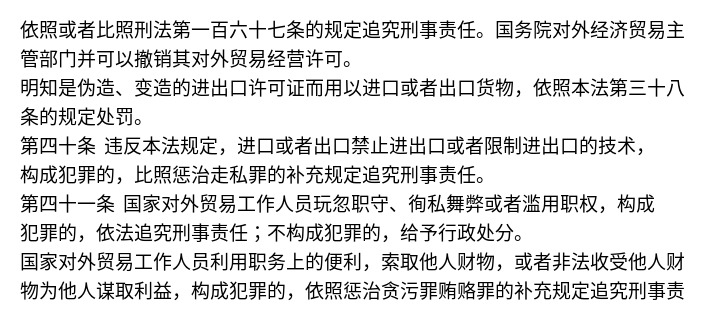 依照或者比照刑法第一百六十七条的规定追究刑事责任。国务院对外经济贸易主
管部门并可以撤销其对外贸易经营许可。
明知是伪造、变造的进出口许可证而用以进口或者出口货物，依照本法第三十八
条的规定处罚。
第四十条 违反本法规定，进口或者出口禁止进出口或者限制进出口的技术，
构成犯罪的，比照惩治走私罪的补充规定追究刑事责任。
第四十一条 国家对外贸易工作人员玩忽职守、徇私舞弊或者滥用职权，构成
犯罪的，依法追究刑事责任；不构成犯罪的，给予行政处分。
国家对外贸易工作人员利用职务上的便利，索取他人财物，或者非法收受他人财
物为他人谋取利益，构成犯罪的，依照惩治贪污罪贿赂罪的补充规定追究刑事责